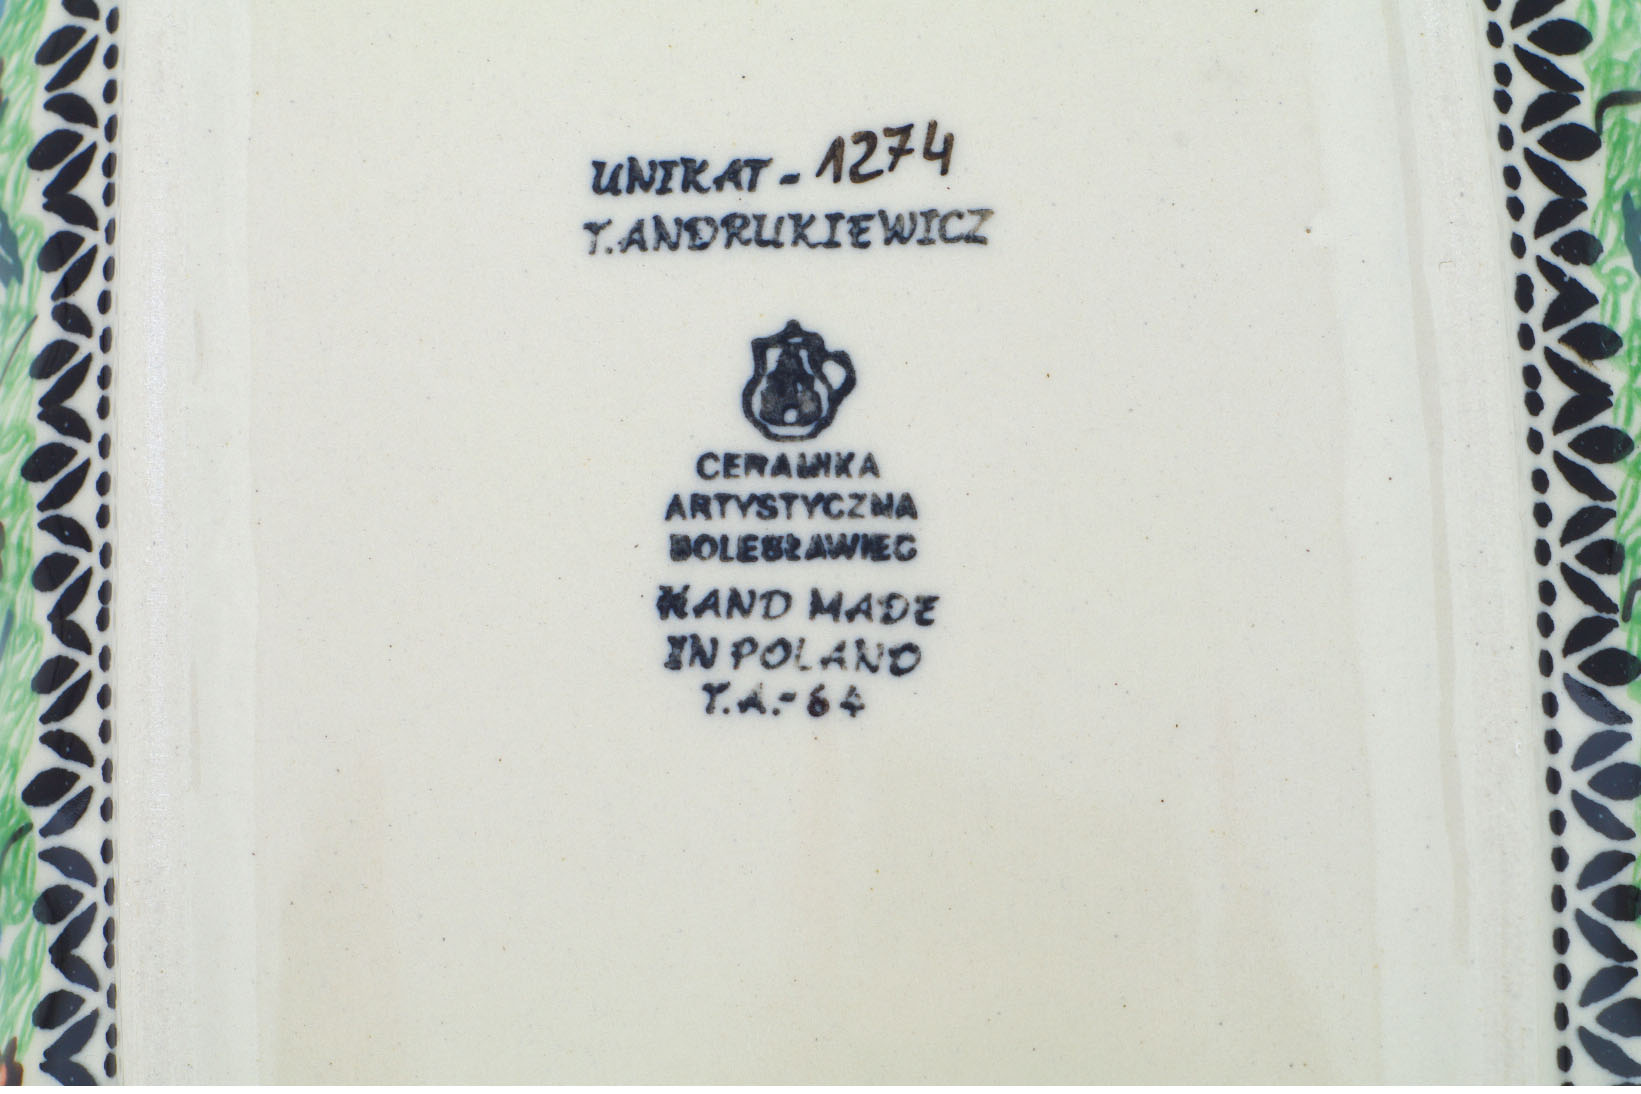 UNIKAT - 1274
T. ANDRUKIEWICZ
CERAMIKA
ARTYSTYCZNA
BOLESŁAWIEC
HAND MADE
IN POLAND
T.A.-64